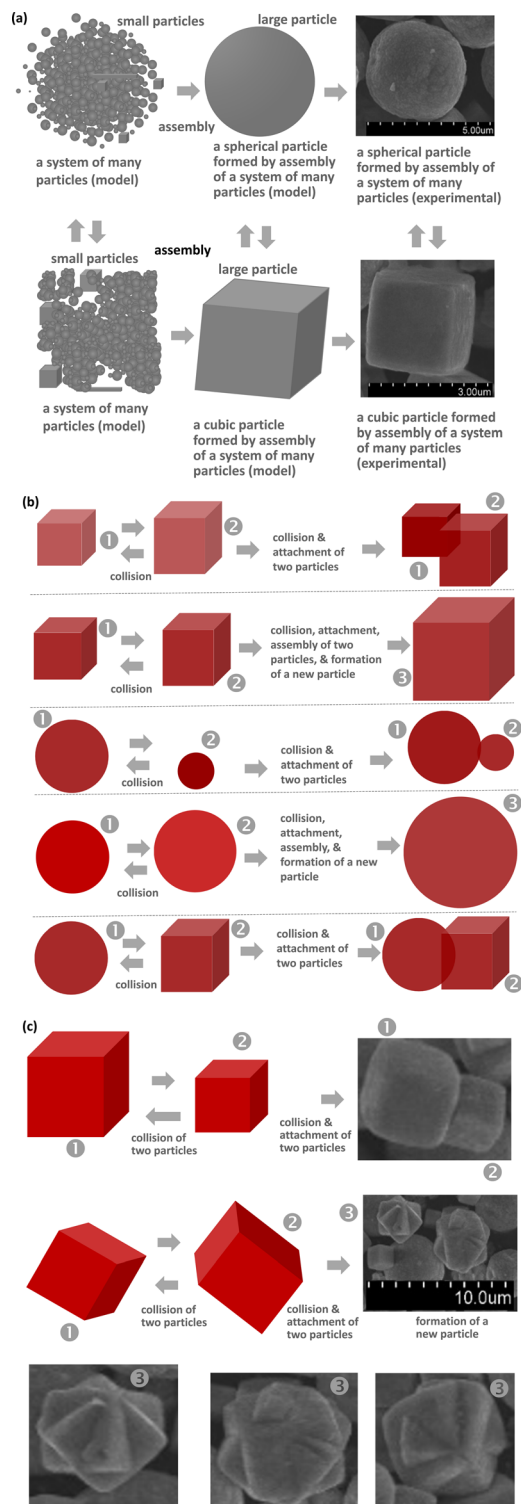 (a)
small particles
large particle
assembly
5.00um
a system of many
particles (model)
a spherical particle
formed by assembly
of a system of many
particles (model)
a spherical particle
formed by assembly of
a system of many
particles (experimental)
small particles
assembly
large particle
3.00um
a system of many
particles (model)
a cubic particle
formed by assembly
of a system of many
particles (model)
a cubic particle formed
by assembly of a system
of many particles
(experimental)
(b)
1
2
collision
collision &
attachment of
two particles
1
2
1
2
collision
collision, attachment,
assembly of two
particles, & formation
of a new particle
3
1
2
collision
collision &
attachment of
two particles
1
2
1
2
collision
collision,
attachment,
assembly, &
formation of a new
particle
3
1
2
collision
collision &
attachment of
two particles
1
2
(c)
1
2
collision of
two particles
collision &
attachment of
two particles
1
2
1
2
collision of
two particles
collision &
attachment of
two particles
3
10.0um
formation of a
new particle
3
3
3